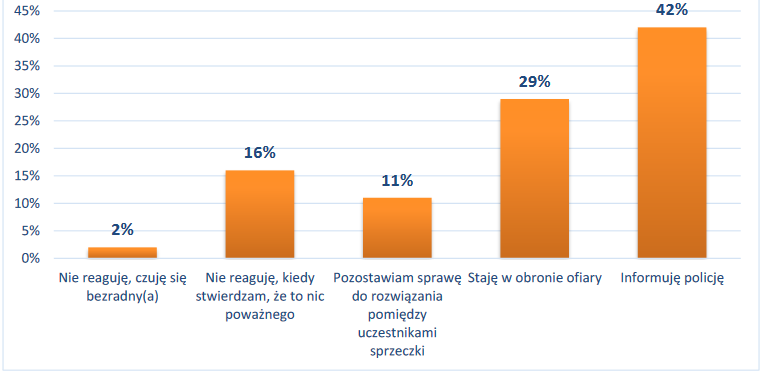 45%
40%
35%
30%
25%
20%
15%
10%
5%
0%
2%
16%
11%
29%
42%
Nie reaguję, czuję się
bezradny(a)
Nie reaguję, kiedy
stwierdzam, że to nic
poważnego
Pozostawiam sprawę
do rozwiązania
pomiędzy
uczestnikami
sprzeczki
Staję w obronie ofiary
Informuję policję